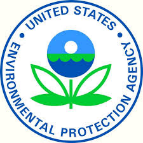 UNITED STATES
ENVIRONMENTAL PROTECTION AGENCY